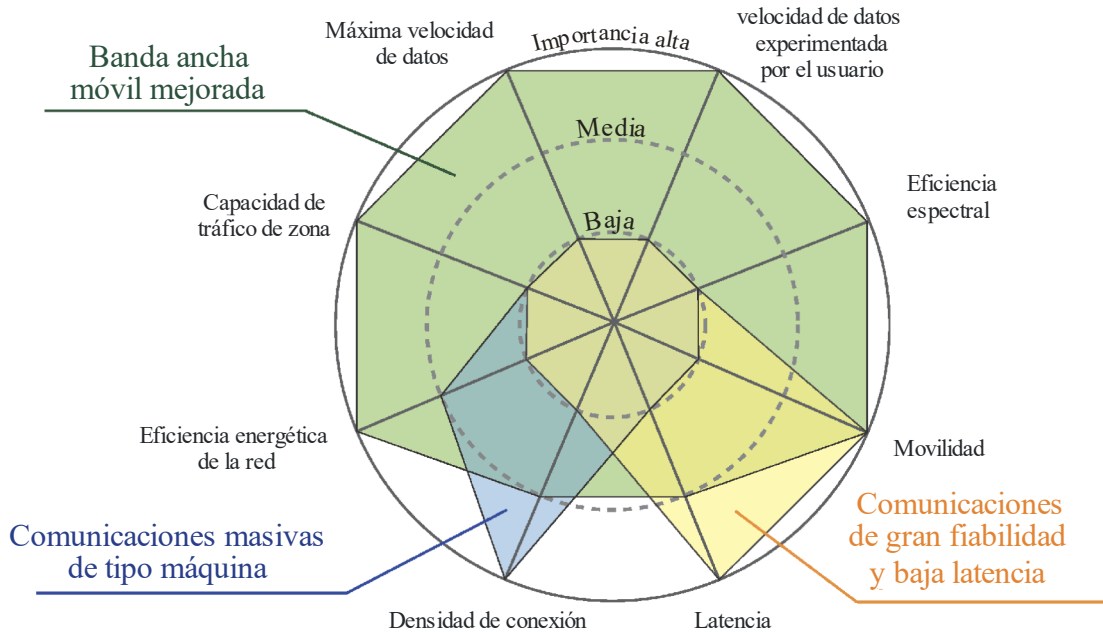 Máxima velocidad
de datos
Importancia alta
velocidad de datos
experimentada
por el usuario
Banda ancha
móvil mejorada
Media
Capacidad de
tráfico de zona
Baja
Eficiencia
espectral
Eficiencia energética
de la red
Movilidad
Comunicaciones masivas
de tipo máquina
Comunicaciones
de gran fiabilidad
y baja latencia
Densidad de conexión
Latencia